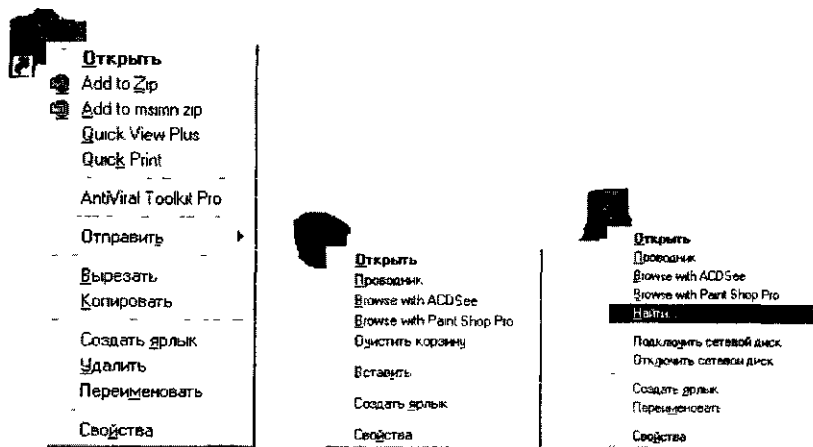 Открыть
Add to Zip
Add to msimn zip
Quick View Plus
Quick Print
AntiViral Toolkit Pro
Отправить
Вырезать
Копировать
Создать ярлык
Удалить
Переименовать
Свойства
Открыть
Проводник
Browse with ACDSee
Browse with Paint Shop Pro
Очистить корзину
Вставить
Создать ярлык
Свойства
Открыть
Проводник
Browse with ACDSee
Browse with Paint Shop Pro
Найти...
Подключить сетевой диск
Отключить сетевой диск
Создать ярлык
Переименовать
Свойства